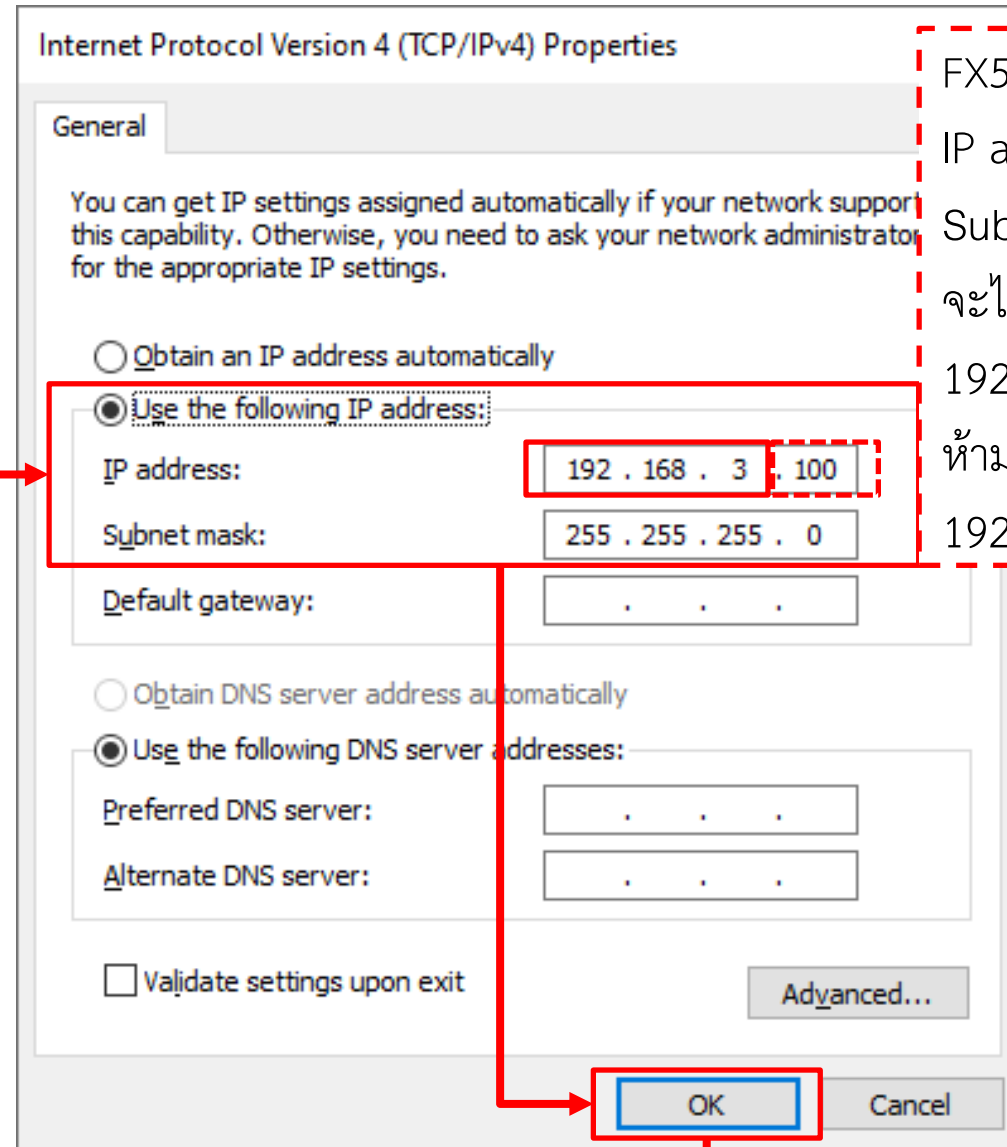 Internet Protocol Version 4 (TCP/IPv4) Properties
General
You can get IP settings assigned automatically if your network support
this capability. Otherwise, you need to ask your network administrator
for the appropriate IP settings.
Obtain an IP address automatically
Use the following IP address:
IP address: 192 . 168 . 3 . 100
Subnet mask: 255 . 255 . 255 . 0
Default gateway: . . .
Obtain DNS server address automatically
Use the following DNS server addresses:
Preferred DNS server: . . .
Alternate DNS server: . . .
Validate settings upon exit
Advanced...
OK
Cancel
FX5
IP a
Sub
จะไ
192
ห้าม
192